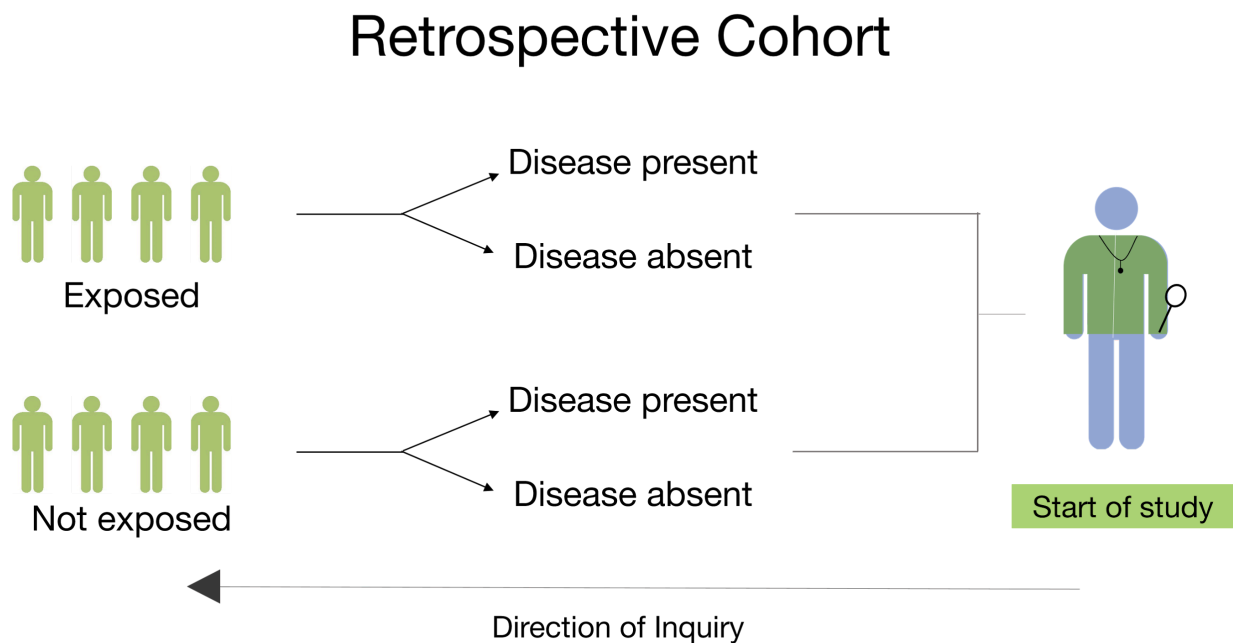 Retrospective Cohort
Disease present
Disease absent
Exposed
Disease present
Disease absent
Not exposed
Start of study
Direction of Inquiry